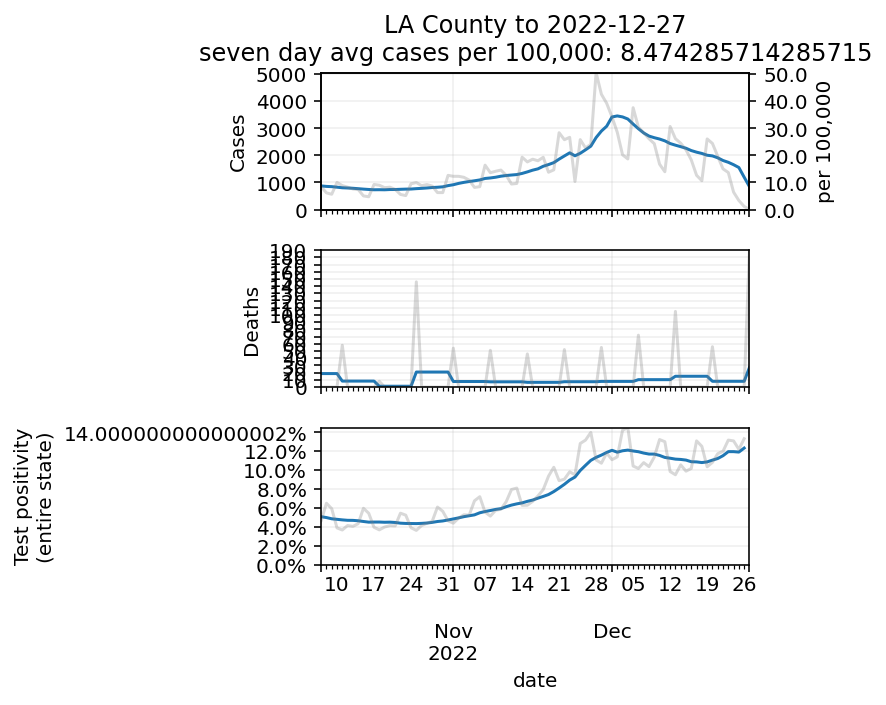 LA County to 2022-12-27
seven day avg cases per 100,000: 8.474285714285715
5000
4000
3000
2000
1000
0
Cases
50.0
40.0
30.0
20.0
10.0
0.0
per 100,000
190
0
Deaths
14.000000000000002%
12.0%
10.0%
8.0%
6.0%
4.0%
2.0%
0.0%
Test positivity
(entire state)
10 17 24 31 07 14 21 28 05 12 19 26
Nov Dec
2022
date